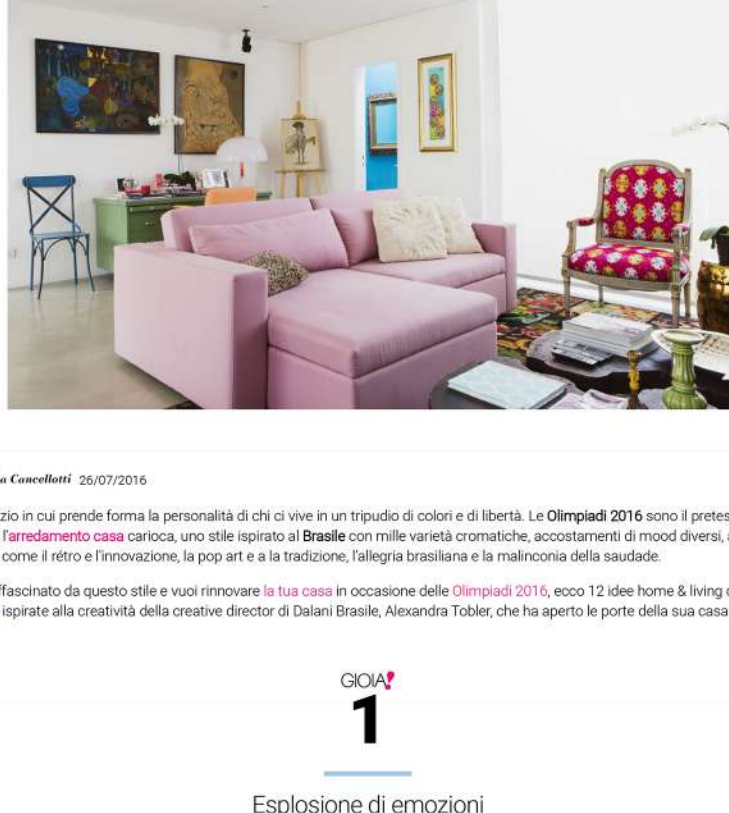 a Cancellotti 26/07/2016
zio in cui prende forma la personalità di chi ci vive in un tripudio di colori e di libertà. Le Olimpiadi 2016 sono il pretes
l'arredamento casa carioca, uno stile ispirato al Brasile con mille varietà cromatiche, accostamenti di mood diversi, a
come il rétro e l'innovazione, la pop art e a la tradizione, l'allegria brasiliana e la malinconia della saudade.
ffascinato da questo stile e vuoi rinnovare la tua casa in occasione delle Olimpiadi 2016, ecco 12 idee home & living d
ispirate alla creatività della creative director di Dalani Brasile, Alexandra Tobler, che ha aperto le porte della sua casa
GIOIA!
1
Esplosione di emozioni